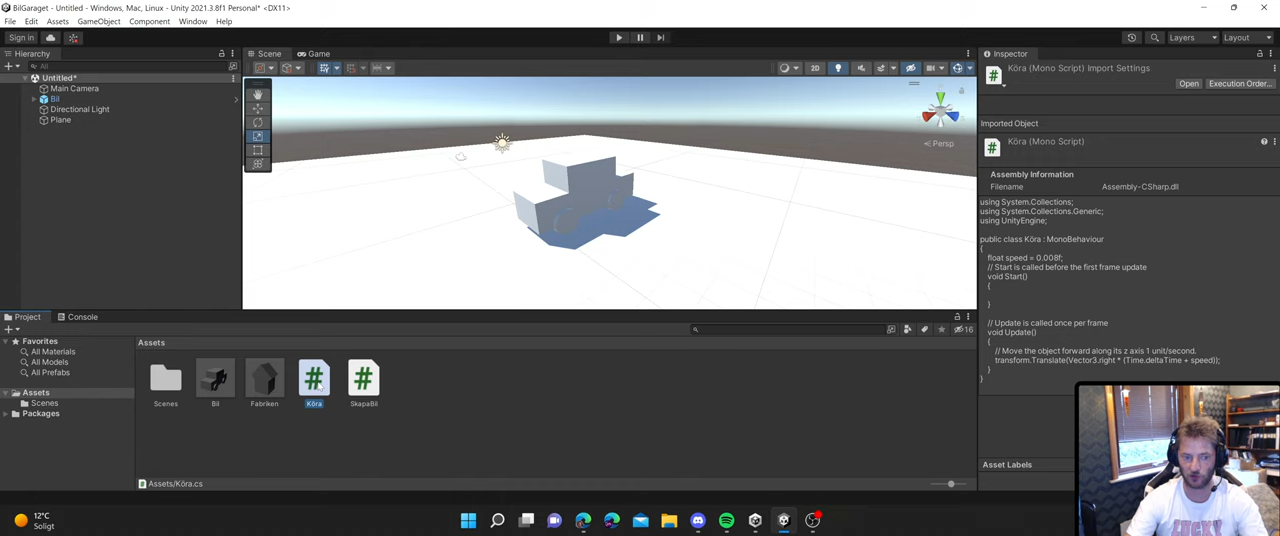 BilGaraget - Untitled - Windows, Mac, Linux - Unity 2021.3.8f1 Personal* <DX11>
File Edit Assets GameObject Component Window Help
Sign in
Layers
Layout
Hierarchy
All
Untitled*
Main Camera
Bil
Directional Light
Plane
Scene Game
2D
Persp
Inspector
Köra (Mono Script) Import Settings
Open Execution Order...
Imported Object
Köra (Mono Script)
Assembly Information
Filename Assembly-CSharp.dll
using System.Collections;
using System.Collections.Generic;
using UnityEngine;
public class Köra : MonoBehaviour
{
float speed = 0.008f;
// Start is called before the first frame update
void Start()
{
}
// Update is called once per frame
void Update()
{
// Move the object forward along its z axis 1 unit/second.
transform.Translate(Vector3.right * (Time.deltaTime + speed));
}
}
Asset Labels
Project Console
16
Favorites
All Materials
All Models
All Prefabs
Assets
Scenes
Packages
Assets
Scenes
Bil
Fabriken
Köra
SkapaBil
Assets/Köra.cs
12°C
Soligt
LUCKY